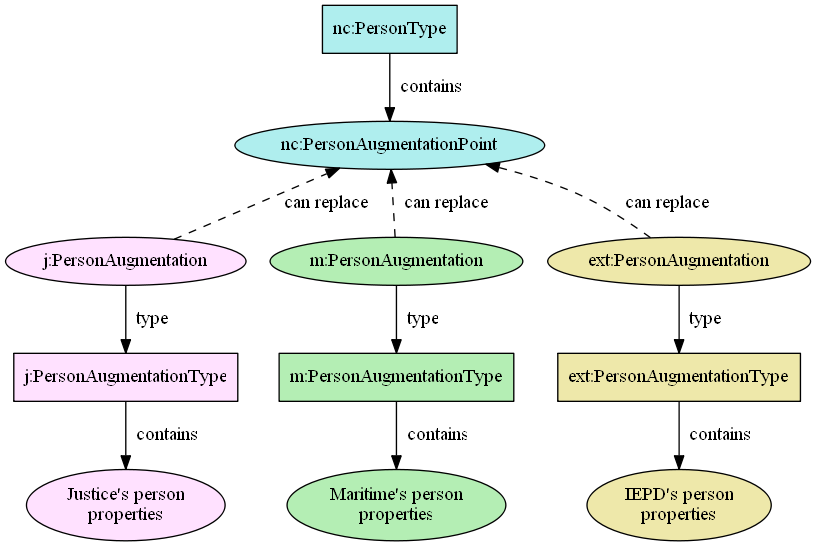 nc:PersonType
contains
nc:PersonAugmentationPoint
can replace
can replace
can replace
j:PersonAugmentation
m:PersonAugmentation
ext:PersonAugmentation
type
type
type
j:PersonAugmentationType
m:PersonAugmentationType
ext:PersonAugmentationType
contains
contains
contains
Justice's person
properties
Maritime's person
properties
IEPD's person
properties